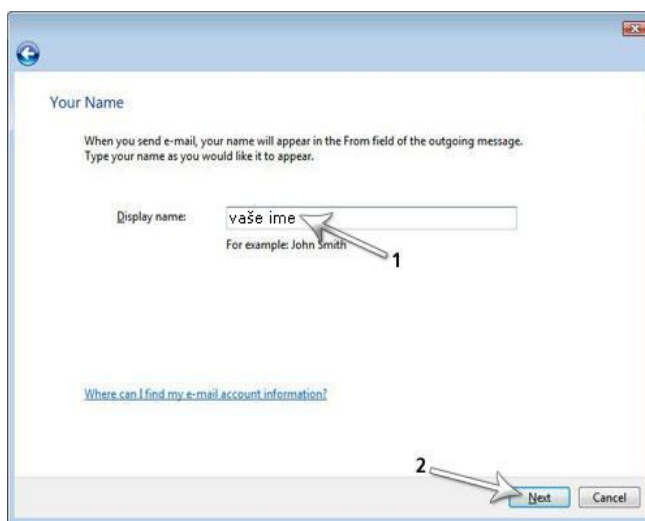 Your Name
When you send e-mail, your name will appear in the From field of the outgoing message.
Type your name as you would like it to appear.
Display name: vaše ime
For example: John Smith
1
Where can I find my e-mail account information?
2
Next Cancel